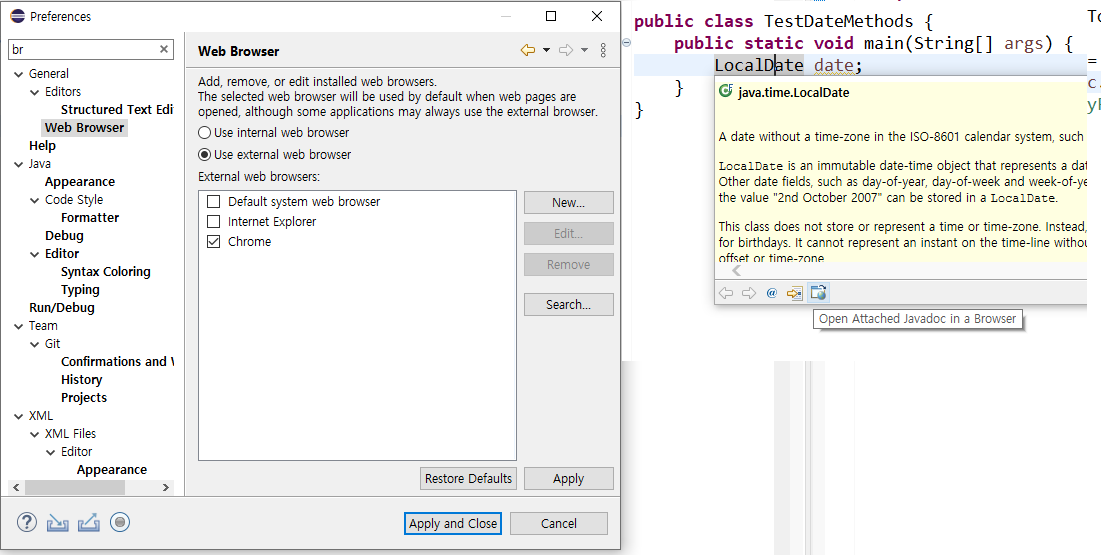 Preferences
br
General
Editors
Structured Text Edi
Web Browser
Help
Java
Appearance
Code Style
Formatter
Debug
Editor
Syntax Coloring
Typing
Run/Debug
Team
Git
Confirmations and
History
Projects
XML
XML Files
Editor
Appearance
Web Browser
Add, remove, or edit installed web browsers.
The selected web browser will be used by default when web pages are
opened, although some applications may always use the external browser.
Use internal web browser
Use external web browser
External web browsers:
Default system web browser
Internet Explorer
Chrome
New...
Edit...
Remove
Search...
Restore Defaults
Apply
Apply and Close
Cancel
public class TestDateMethods {
public static void main(String[] args) {
LocalDate date;
}
}
java.time.LocalDate
A date without a time-zone in the ISO-8601 calendar system, such
LocalDate is an immutable date-time object that represents a dat
Other date fields, such as day-of-year, day-of-week and week-of-ye
the value "2nd October 2007" can be stored in a LocalDate.
This class does not store or represent a time or time-zone. Instead,
for birthdays. It cannot represent an instant on the time-line withou
offset or time-zone
@
Open Attached Javadoc in a Browser
To
=
c.